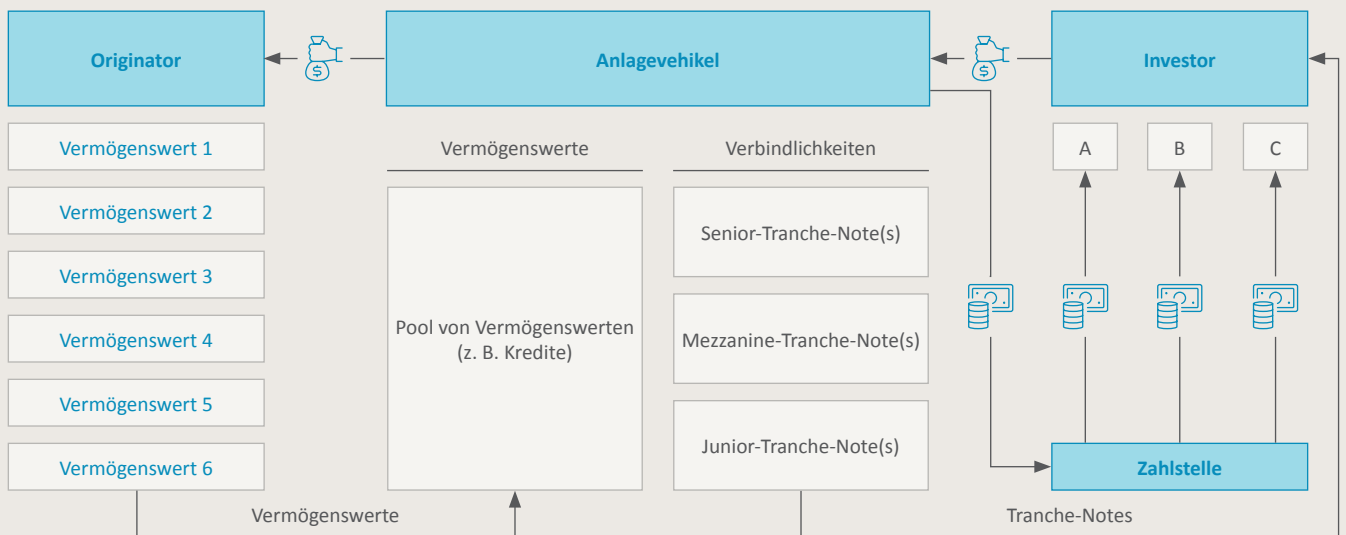 Originator
Anlagevehikel
Investor
Vermögenswert 1
Vermögenswert 2
Vermögenswert 3
Vermögenswert 4
Vermögenswert 5
Vermögenswert 6
Vermögenswerte
Pool von Vermögenswerten
(z. B. Kredite)
Verbindlichkeiten
Senior-Tranche-Note(s)
Mezzanine-Tranche-Note(s)
Junior-Tranche-Note(s)
A
B
C
Zahlstelle
Vermögenswerte
Tranche-Notes